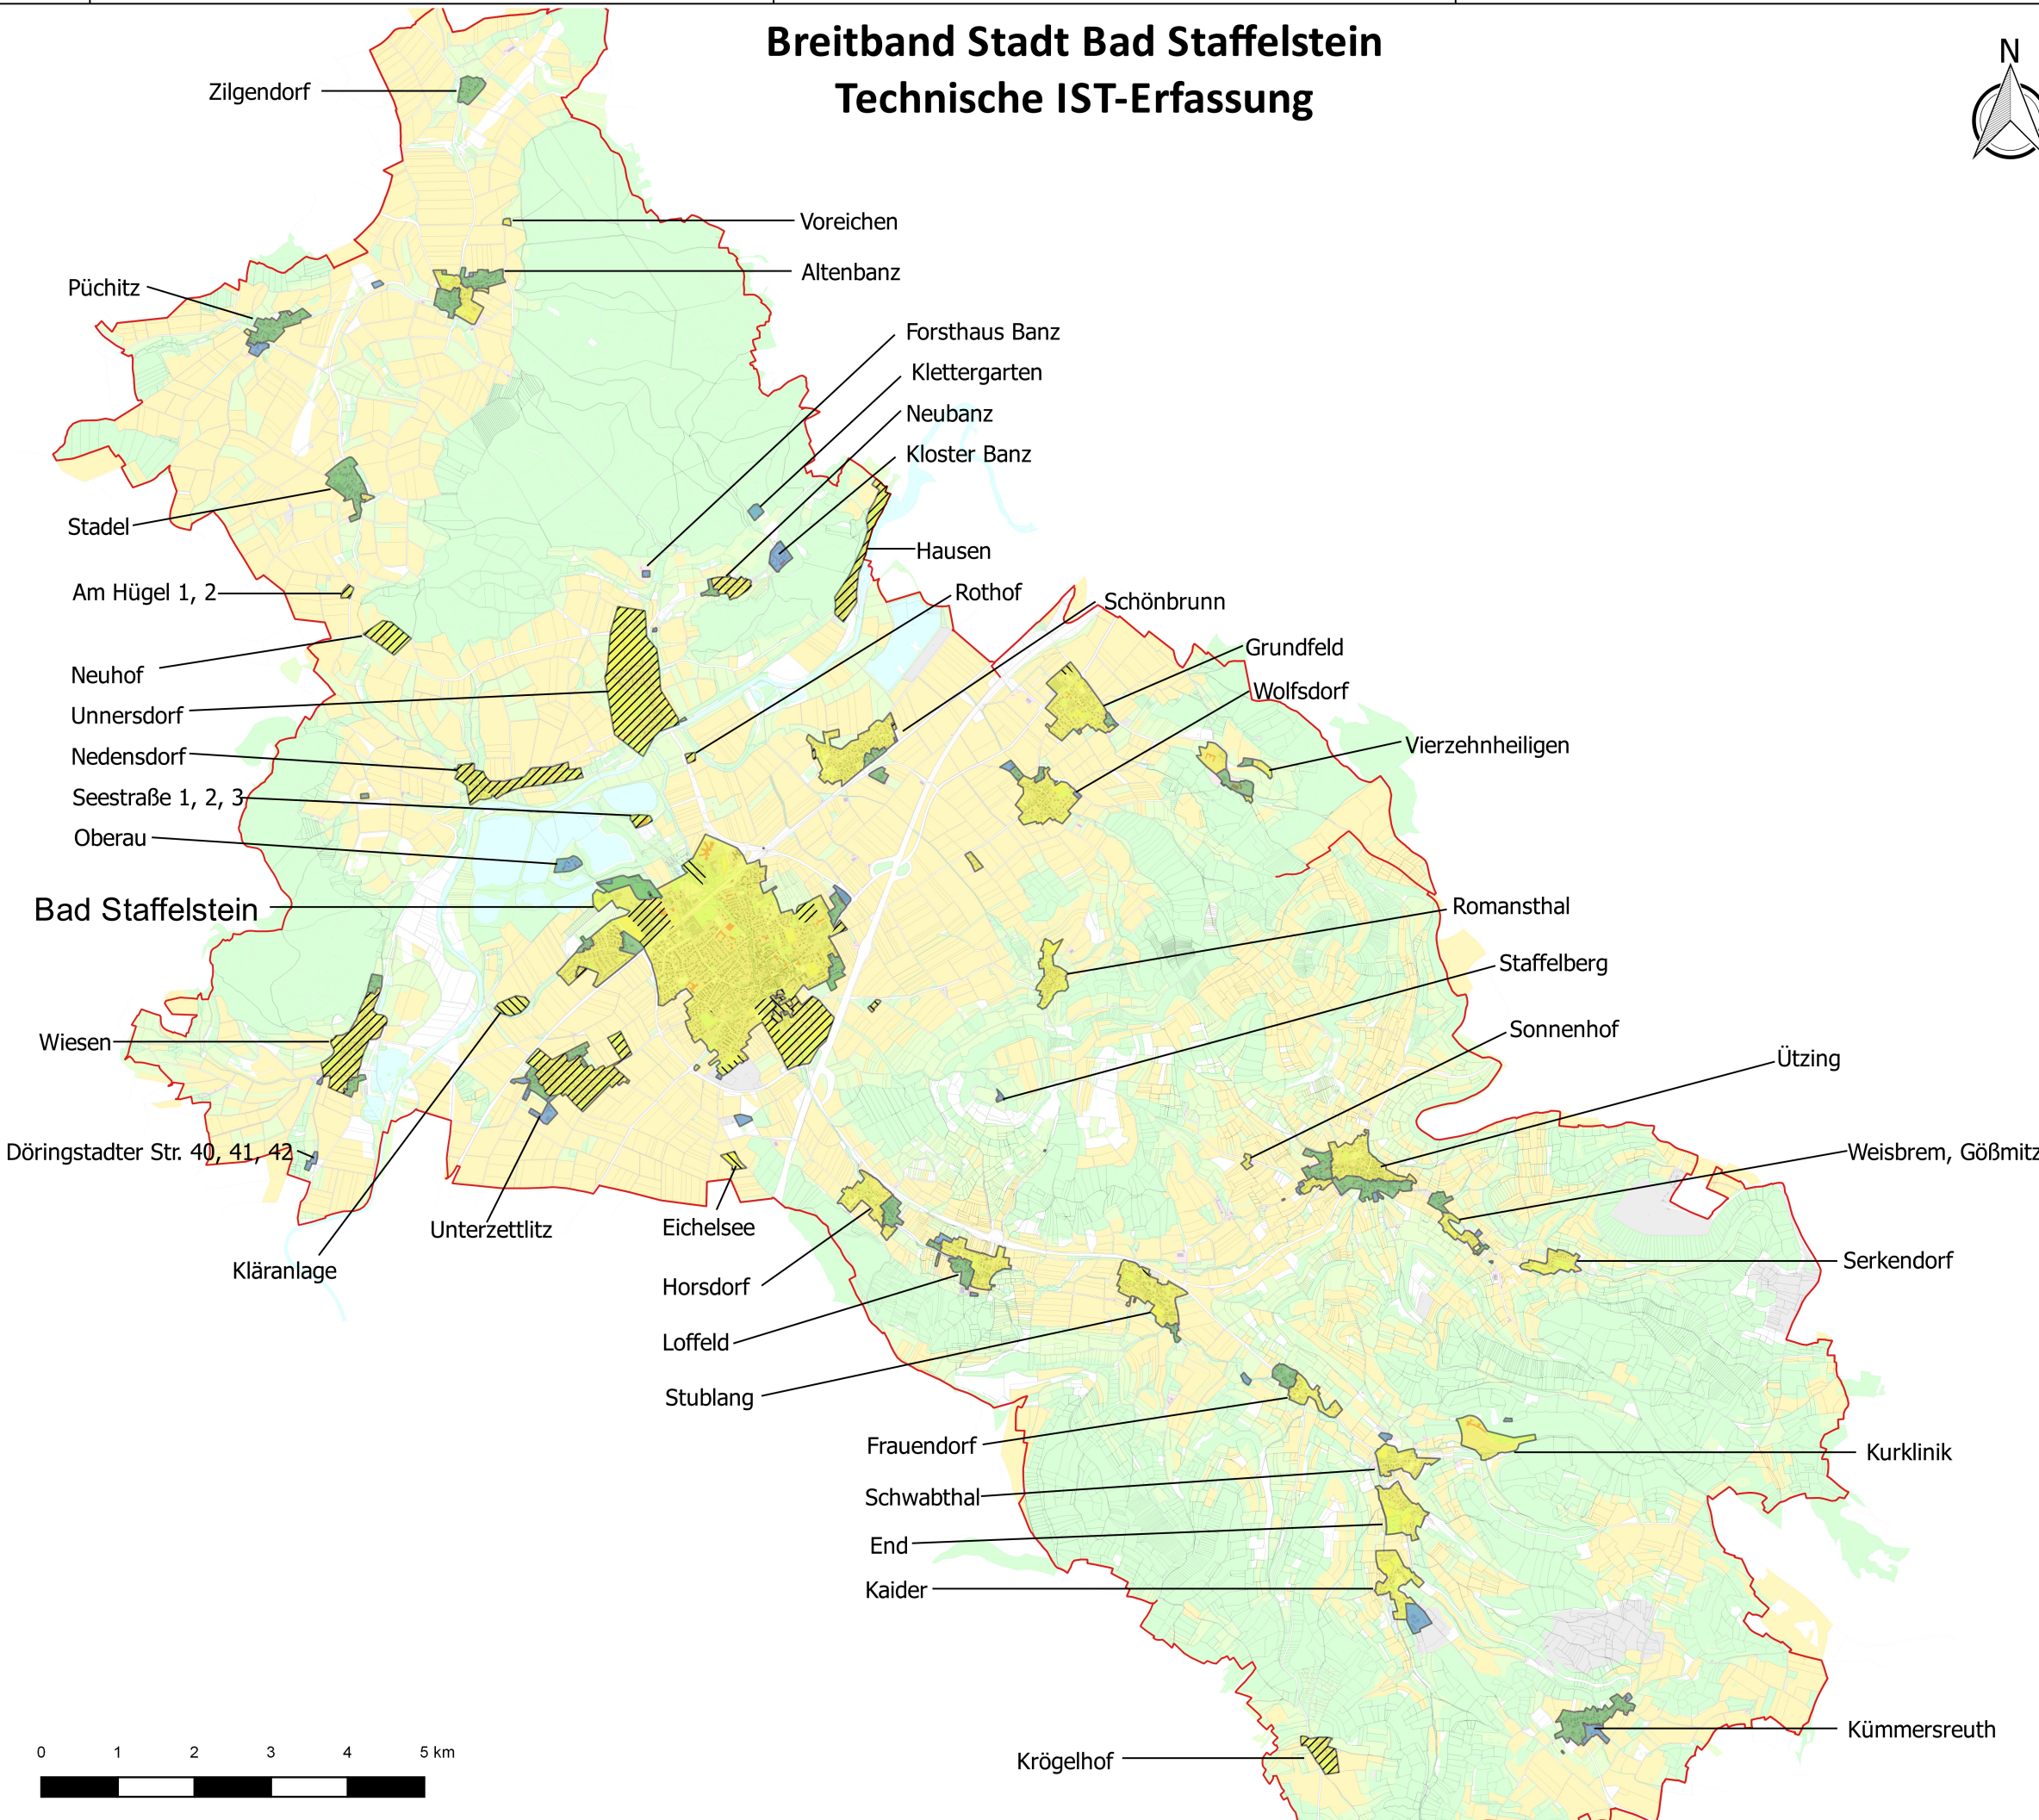 Breitband Stadt Bad Staffelstein
Technische IST-Erfassung
N
Zilgendorf
Voreichen
Altenbanz
Püchitz
Forsthaus Banz
Klettergarten
Neubanz
Kloster Banz
Stadel
Hausen
Am Hügel 1, 2
Rothof
Schönbrunn
Grundfeld
Neuhof
Wolfsdorf
Unnersdorf
Vierzehnheiligen
Nedensdorf
Seestraße 1, 2, 3
Oberau
Bad Staffelstein
Romansthal
Staffelberg
Sonnenhof
Wiesen
Ützing
Döringstadter Str. 40, 41, 42
Weisbrem, Gößmitz
Unterzettlitz
Eichelsee
Kläranlage
Serkendorf
Horsdorf
Loffeld
Stublang
Frauendorf
Kurklinik
Schwabthal
End
Kaider
Kümmersreuth
Krögelhof
0 1 2 3 4 5 km